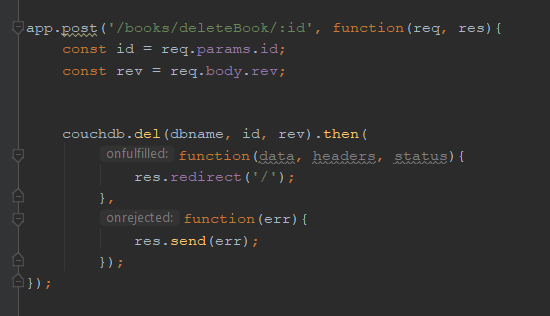 app.post('/books/deleteBook/:id', function(req, res){
    const id = req.params.id;
    const rev = req.body.rev;
    couchdb.del(dbname, id, rev).then(
        onfulfilled: function(data, headers, status){
            res.redirect('/');
        },
        onrejected: function(err){
            res.send(err);
        });
});